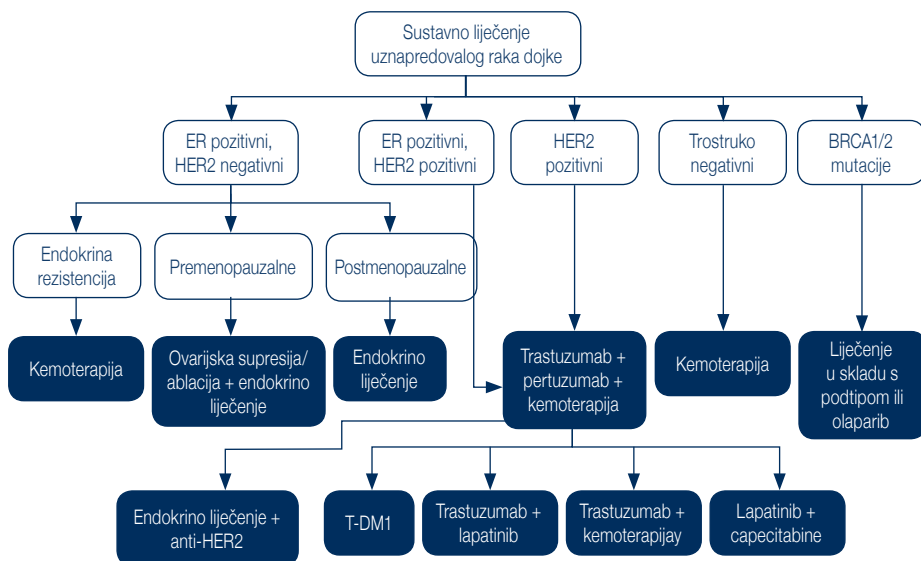 Sustavno liječenje
uznapredovalog raka dojke
ER pozitivni,
HER2 negativni
ER pozitivni,
HER2 pozitivni
HER2
pozitivni
Trostruko
negativni
BRCA1/2
mutacije
Endokrina
rezistencija
Premenopauzalne
Postmenopauzalne
Kemoterapija
Ovarijska supresija/
ablacija + endokrino
liječenje
Endokrino
liječenje
Trastuzumab +
pertuzumab +
kemoterapija
Kemoterapija
Liječenje
u skladu s
podtipom ili
olaparib
Endokrino liječenje +
anti-HER2
T-DM1
Trastuzumab +
lapatinib
Trastuzumab +
kemoterapijay
Lapatinib +
capecitabine